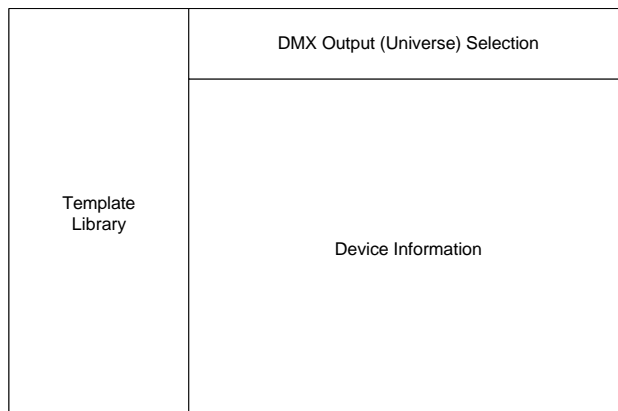 DMX Output (Universe) Selection
Template
Library
Device Information